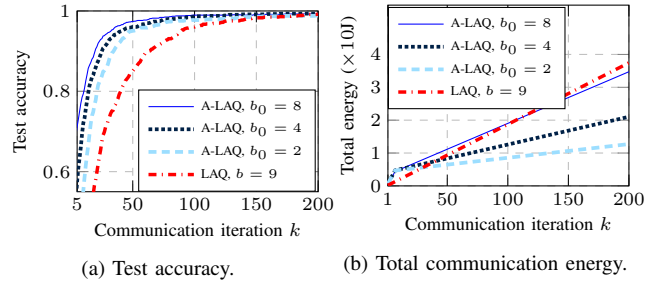 1
0.8
0.6
Test accuracy
A-LAQ, b₀ = 8
A-LAQ, b₀ = 4
A-LAQ, b₀ = 2
LAQ, b = 9
5 50 100 150 200
Communication iteration k
(a) Test accuracy.
A-LAQ, b₀ = 8
A-LAQ, b₀ = 4
A-LAQ, b₀ = 2
LAQ, b = 9
4
3
2
1
0
Total energy (×10J)
1 50 100 150 200
Communication iteration k
(b) Total communication energy.